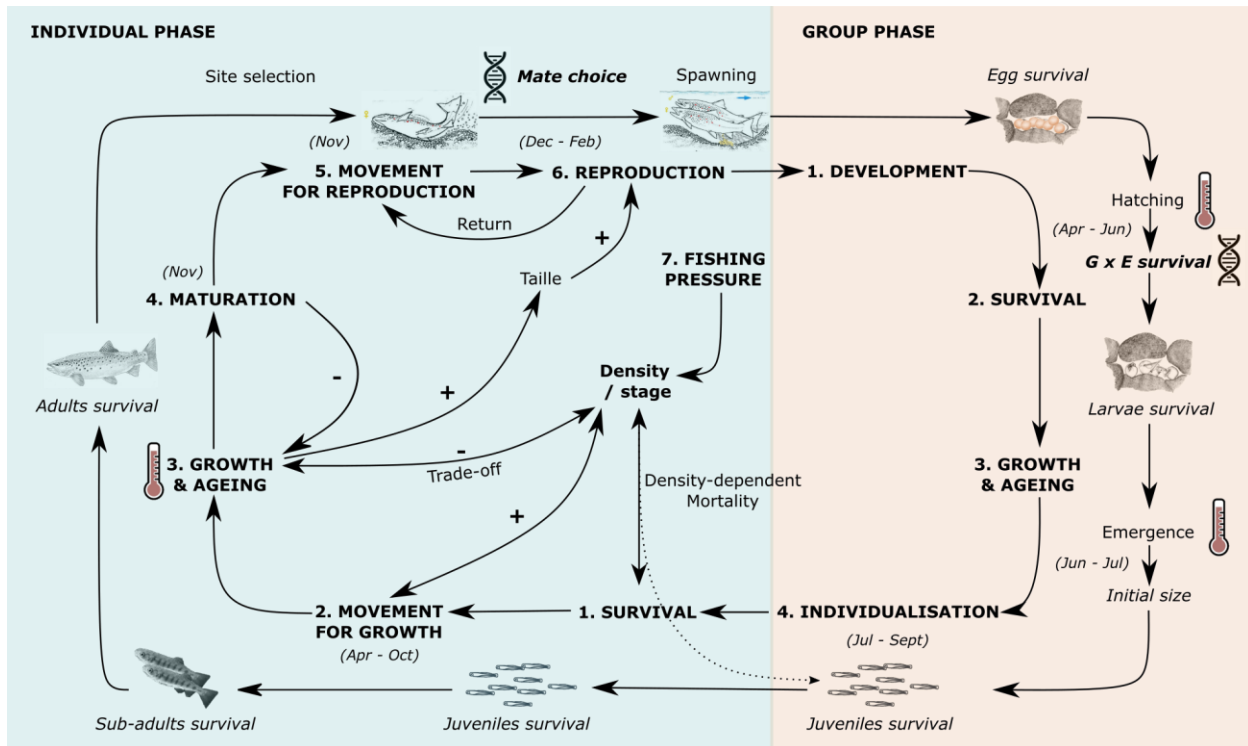 INDIVIDUAL PHASE
GROUP PHASE
Site selection
Mate choice
Spawning
Egg survival
(Nov)
(Dec - Feb)
5. MOVEMENT
FOR REPRODUCTION
6. REPRODUCTION
1. DEVELOPMENT
Hatching
(Apr - Jun)
Return
+
G x E survival
7. FISHING
PRESSURE
Taille
(Nov)
4. MATURATION
2. SURVIVAL
-
+
Density
/ stage
Adults survival
Larvae survival
3. GROWTH
& AGEING
-
Trade-off
Density-dependent
Mortality
3. GROWTH
& AGEING
+
Emergence
(Jun - Jul)
Initial size
2. MOVEMENT
FOR GROWTH
(Apr - Oct)
1. SURVIVAL
4. INDIVIDUALISATION
(Jul - Sept)
Sub-adults survival
Juveniles survival
Juveniles survival